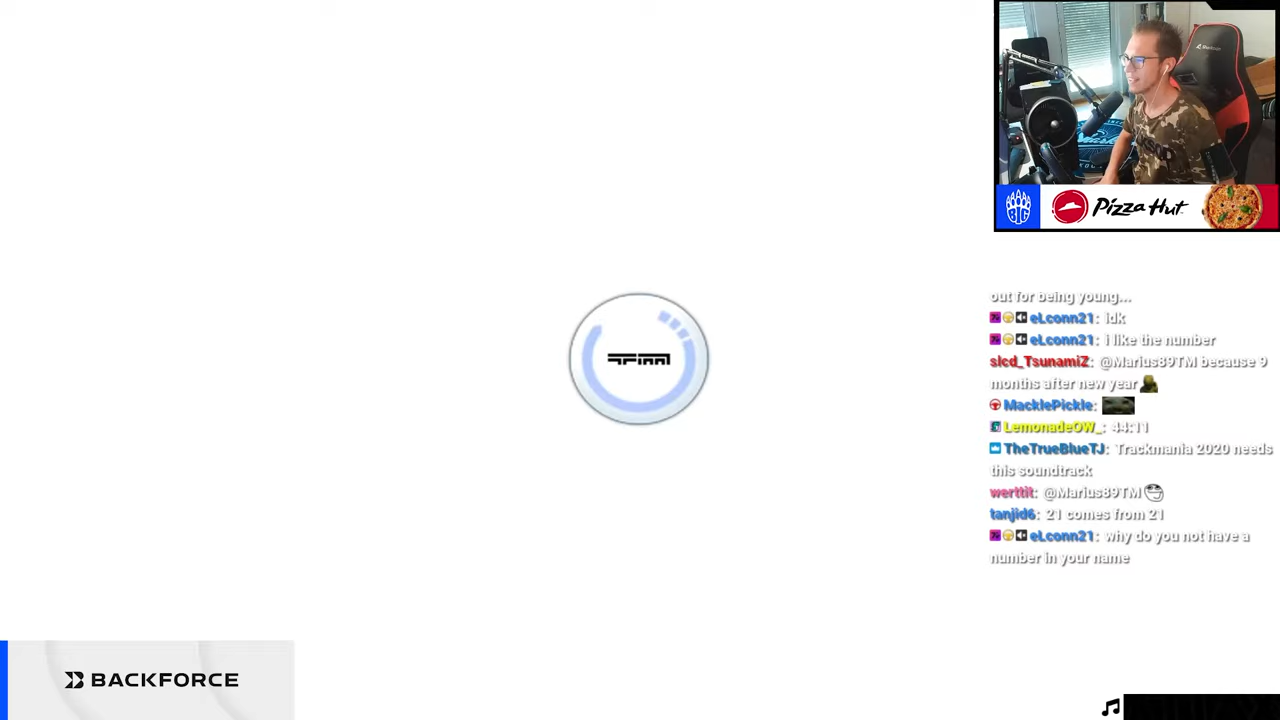 Pizza Hut
out for being young...
eLconn21: idk
eLconn21: i like the number
slcd_TsunamiZ: @Marius89TM because 9
months after new year
MacklePickle:
LemonadeOW_: 44:11
TheTrueBlueTJ: Trackmania 2020 needs
this soundtrack
werttit: @Marius89TM
tanjid6: 21 comes from 21
eLconn21: why do you not have a
number in your name
BACKFORCE